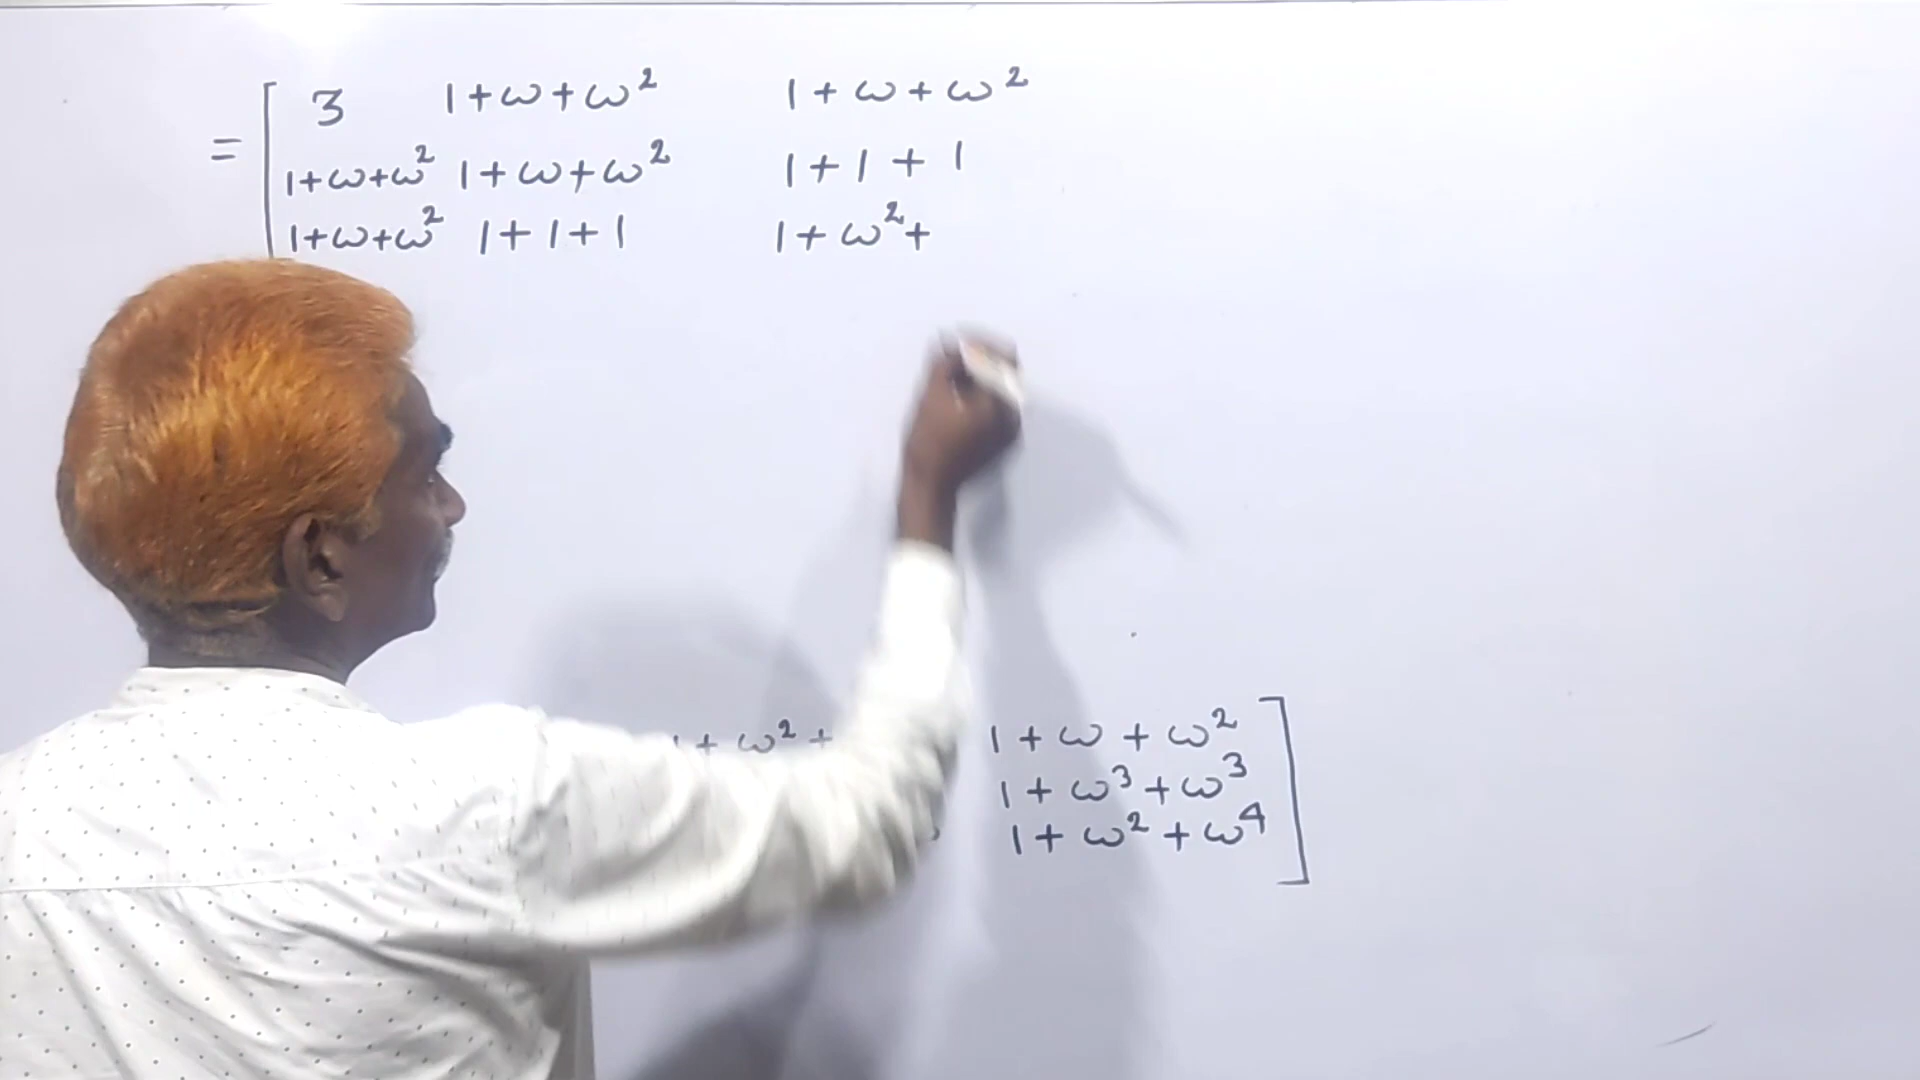 = [ 3 1+ω+ω² 1+ω+ω²
1+ω+ω² 1+ω+ω² 1+1+1
1+ω+ω² 1+1+1 1+ω²+
1+ω²+ 1+ω+ω² ]
1+ω³+ω³
1+ω²+ω⁴